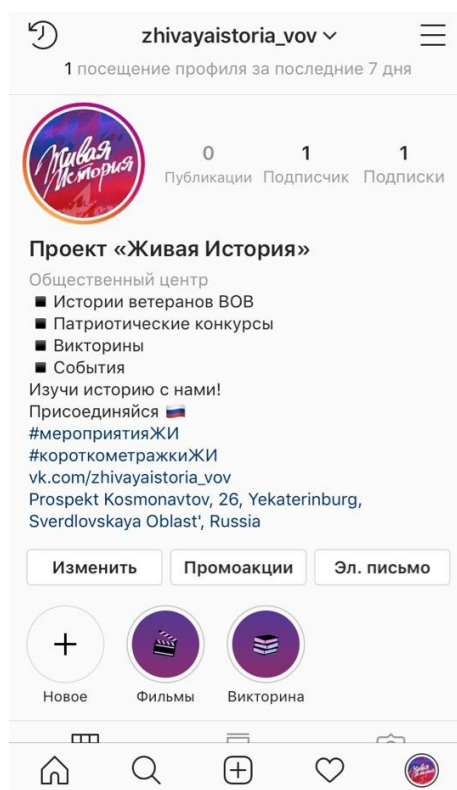 zhivayaistoria_vov
1 посещение профиля за последние 7 дня
Живая
История
0 1 1
Публикации Подписчик Подписки
Проект «Живая История»
Общественный центр
▪ Истории ветеранов ВОВ
▪ Патриотические конкурсы
▪ Викторины
▪ События
Изучи историю с нами!
Присоединяйся 🇷🇺
#мероприятияЖИ
#короткометражкиЖИ
vk.com/zhivayaistoria_vov
Prospekt Kosmonavtov, 26, Yekaterinburg,
Sverdlovskaya Oblast', Russia
Изменить Промоакции Эл. письмо
Новое Фильмы Викторина